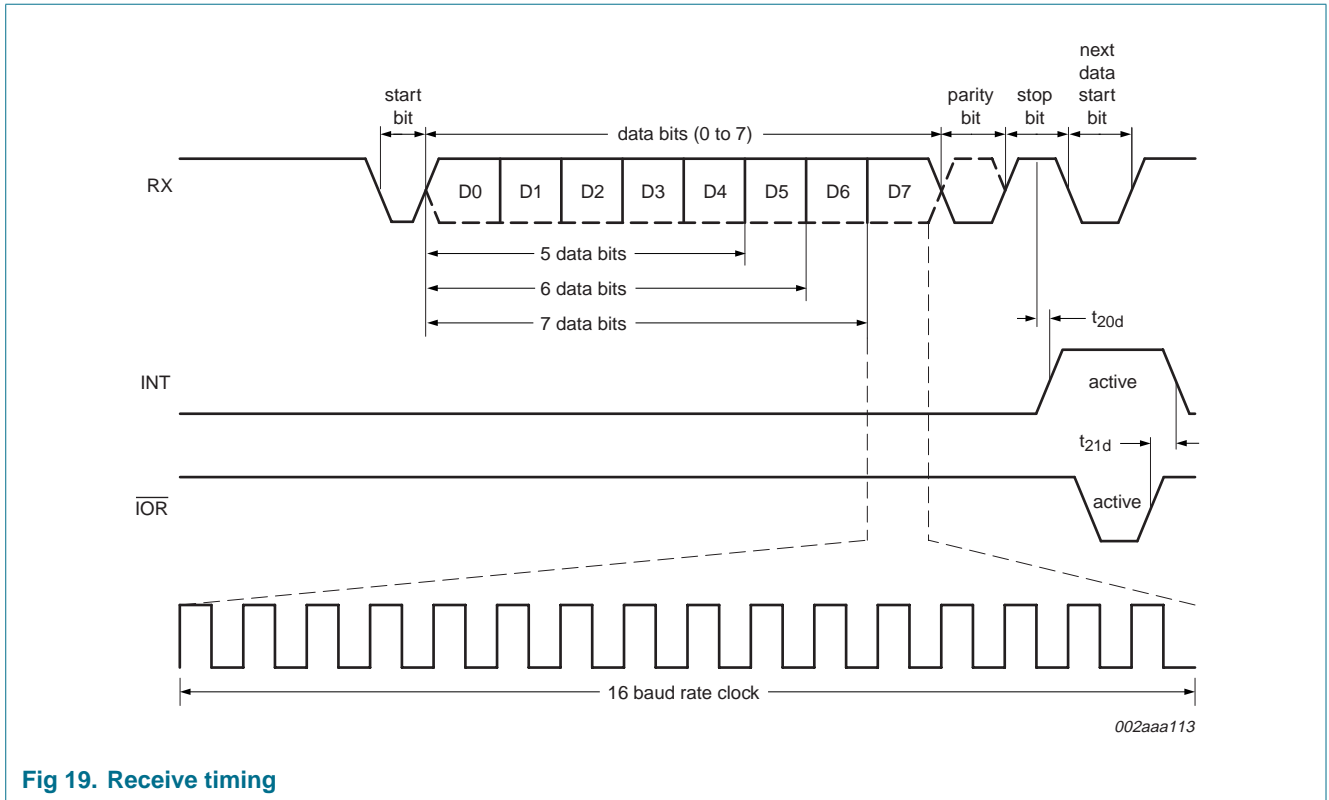 next
data
start
bit
start
bit
parity
bit
stop
bit
data bits (0 to 7)
RX
D0 D1 D2 D3 D4 D5 D6 D7
5 data bits
6 data bits
7 data bits
t20d
INT
active
t21d
IOR
active
16 baud rate clock
002aaa113
Fig 19. Receive timing